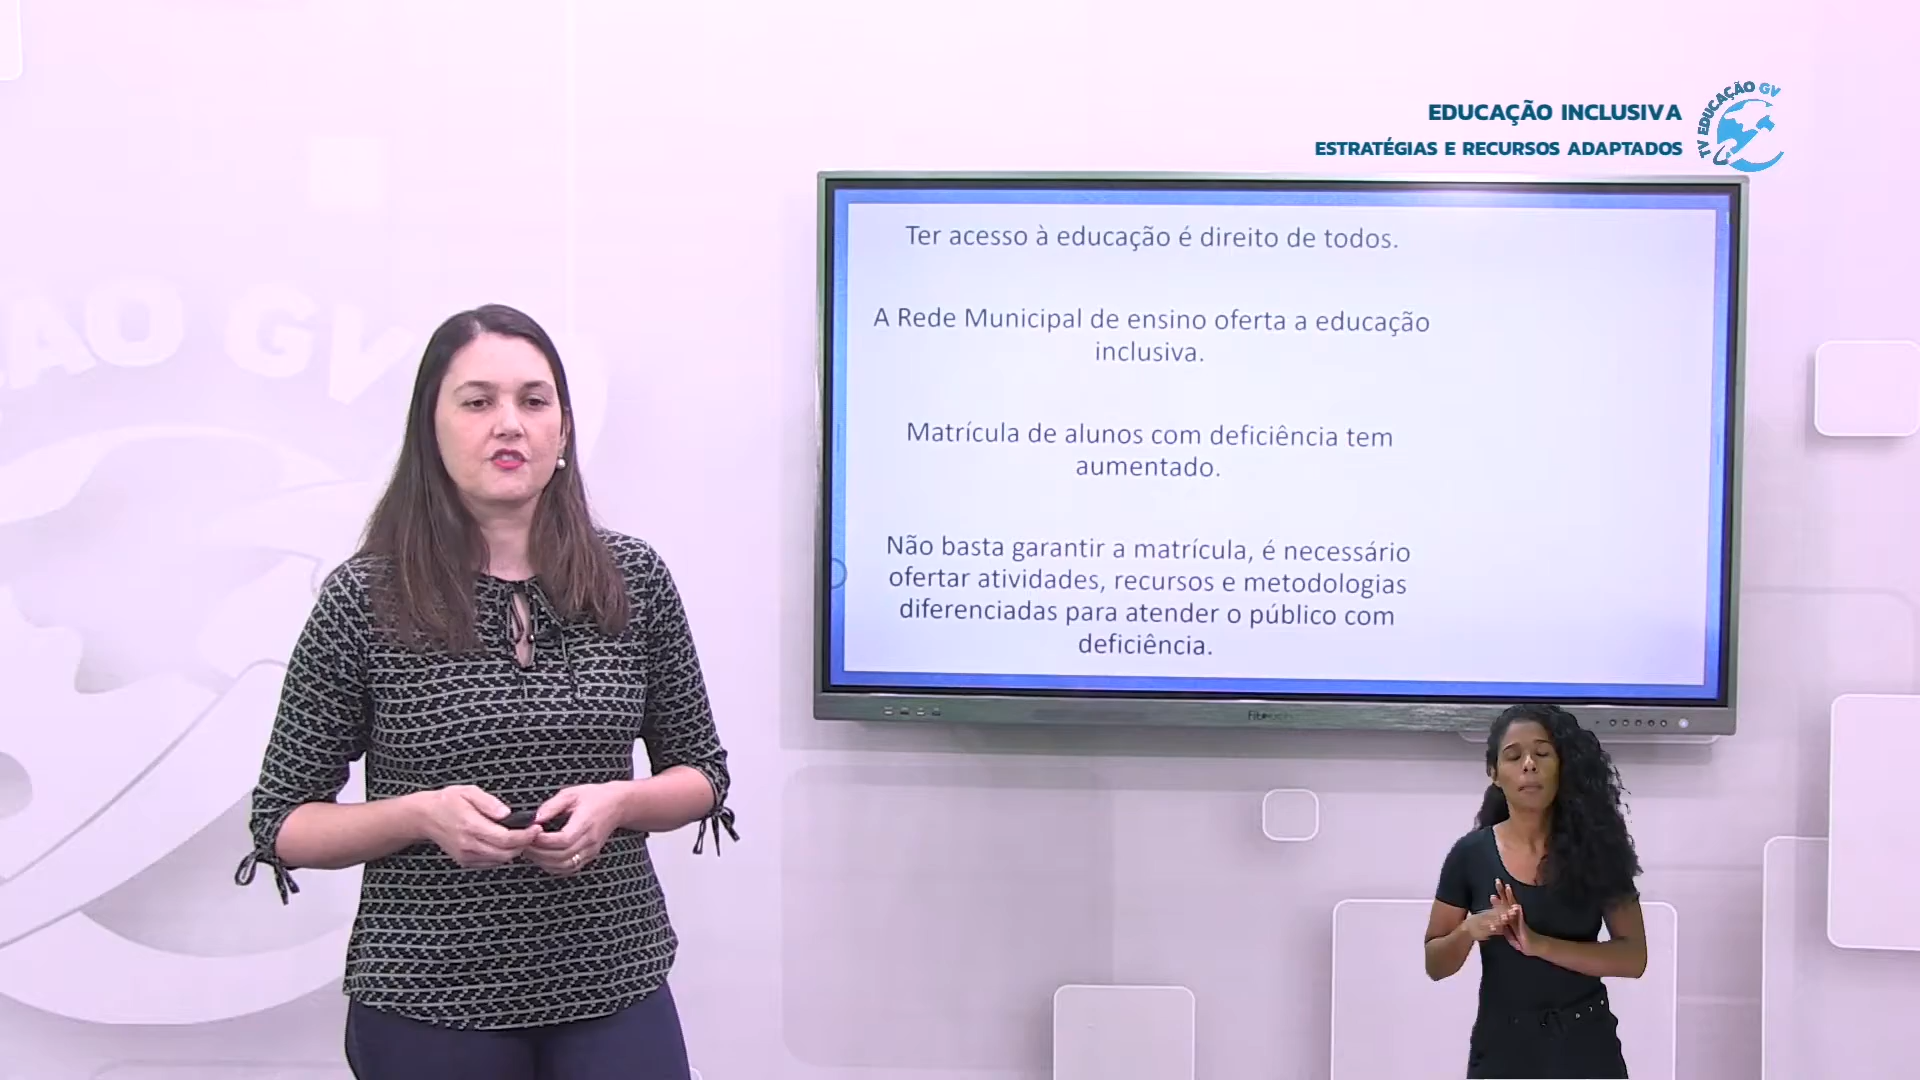 EDUCAÇÃO INCLUSIVA
ESTRATÉGIAS E RECURSOS ADAPTADOS
TV EDUCAÇÃO GV
Ter acesso à educação é direito de todos.
A Rede Municipal de ensino oferta a educação
inclusiva.
Matrícula de alunos com deficiência tem
aumentado.
Não basta garantir a matrícula, é necessário
ofertar atividades, recursos e metodologias
diferenciadas para atender o público com
deficiência.
GV